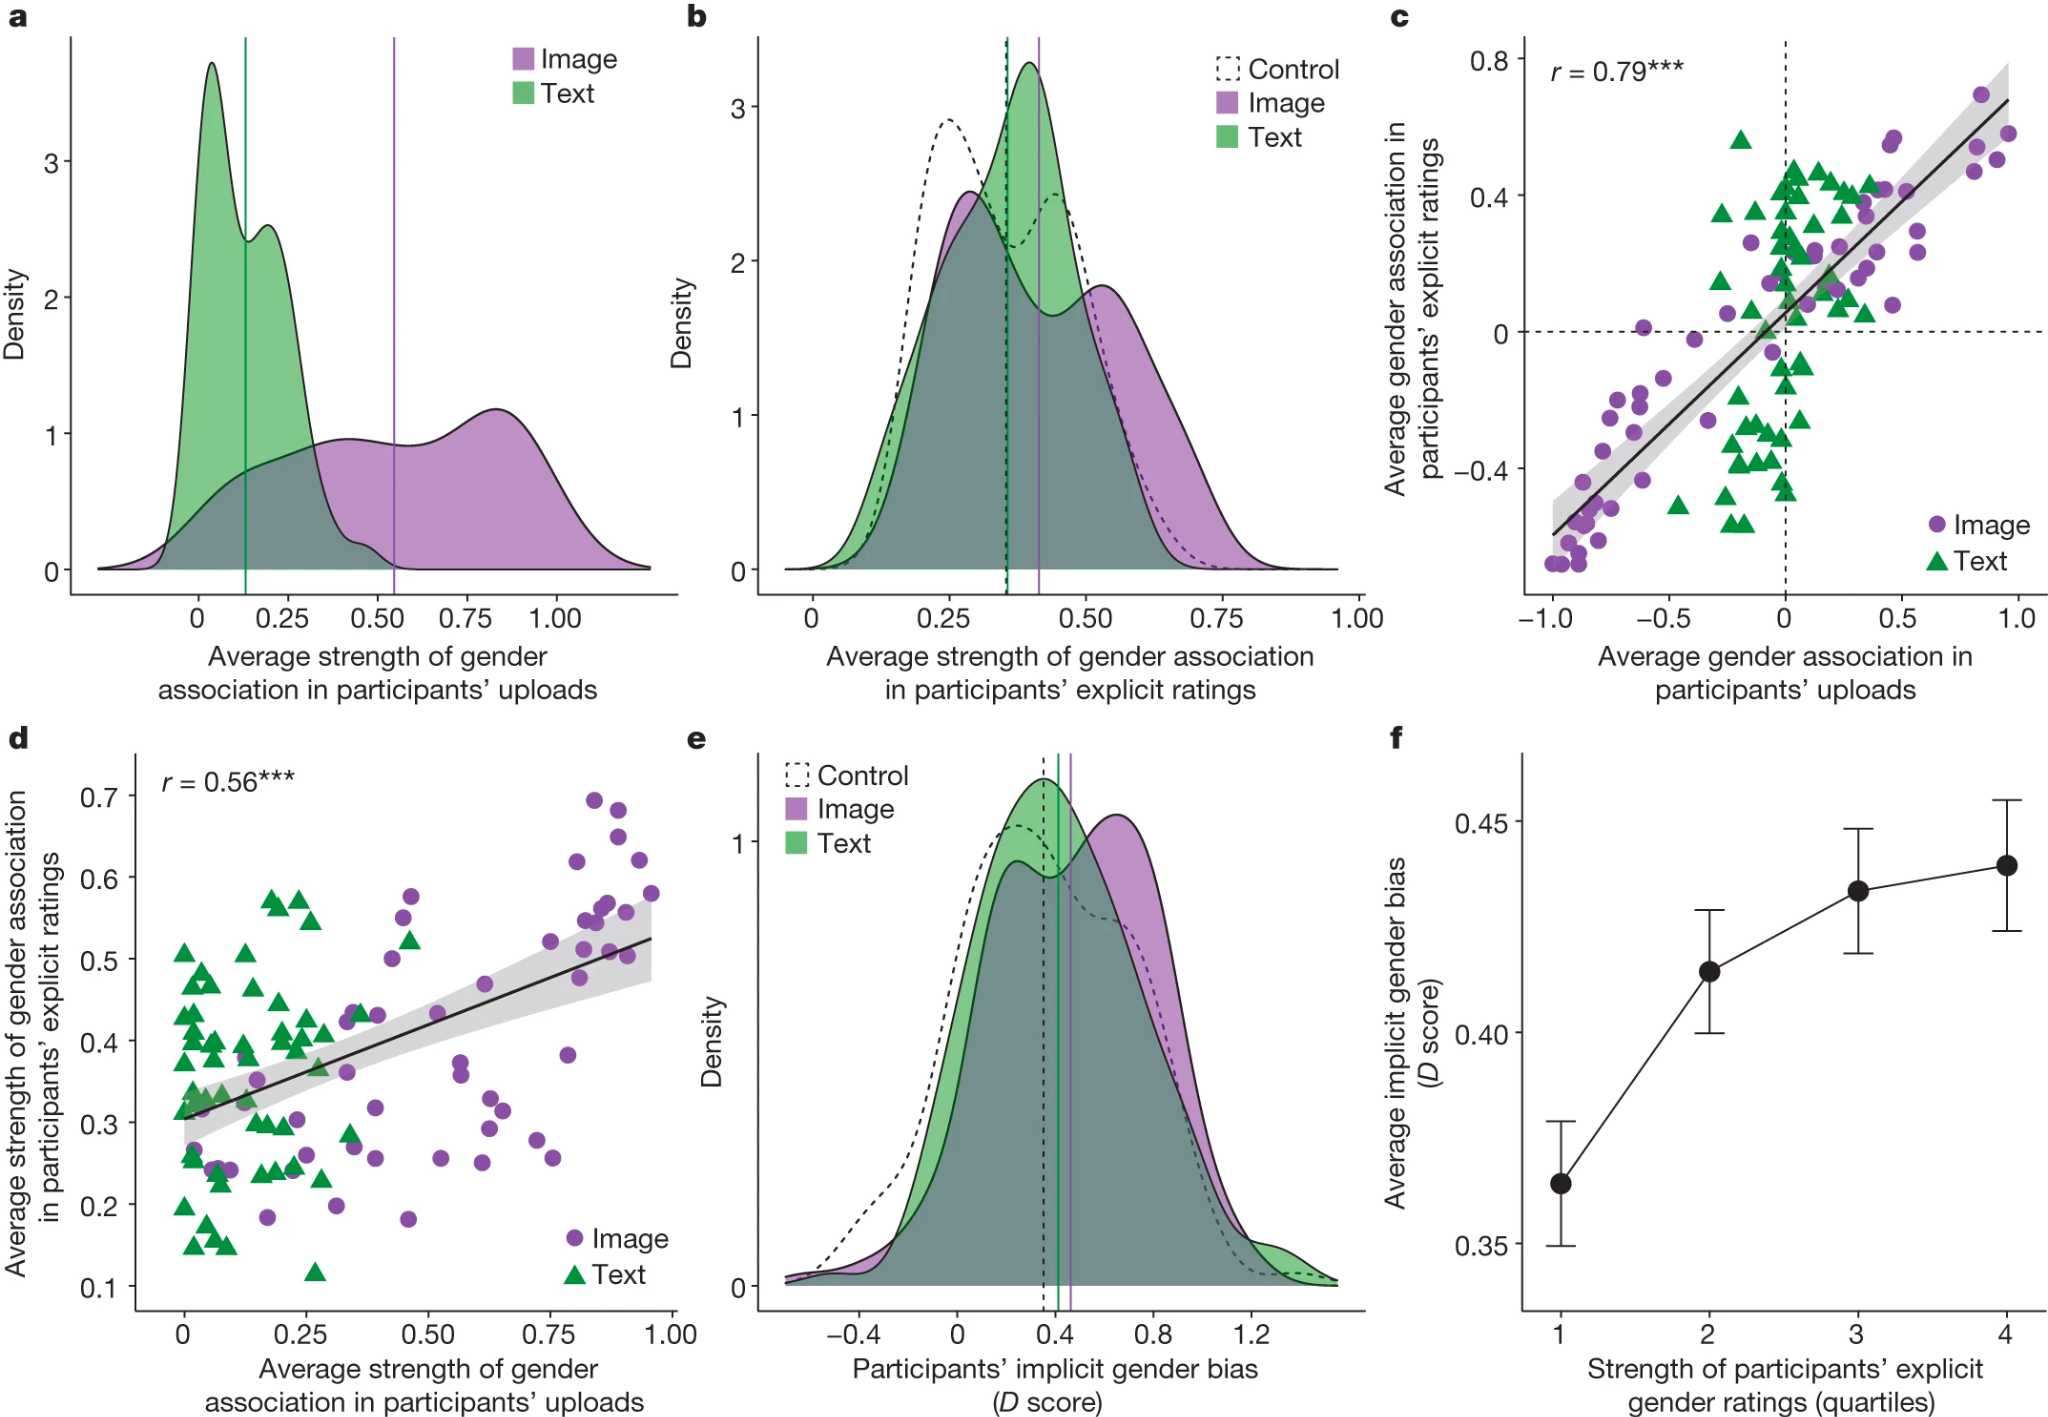 a
Image
Text
Density
3
2
1
0
0 0.25 0.50 0.75 1.00
Average strength of gender
association in participants’ uploads
b
Control
Image
Text
Density
3
2
1
0
0 0.25 0.50 0.75 1.00
Average strength of gender association
in participants’ explicit ratings
c
r = 0.79***
Average gender association in
participants’ explicit ratings
0.8
0.4
0
−0.4
Image
Text
−1.0 −0.5 0 0.5 1.0
Average gender association in
participants’ uploads
d
r = 0.56***
Average strength of gender association
in participants’ explicit ratings
0.7
0.6
0.5
0.4
0.3
0.2
0.1
Image
Text
0 0.25 0.50 0.75 1.00
Average strength of gender
association in participants’ uploads
e
Control
Image
Text
Density
1
0
−0.4 0 0.4 0.8 1.2
Participants’ implicit gender bias
(D score)
f
Average implicit gender bias
(D score)
0.45
0.40
0.35
1 2 3 4
Strength of participants’ explicit
gender ratings (quartiles)